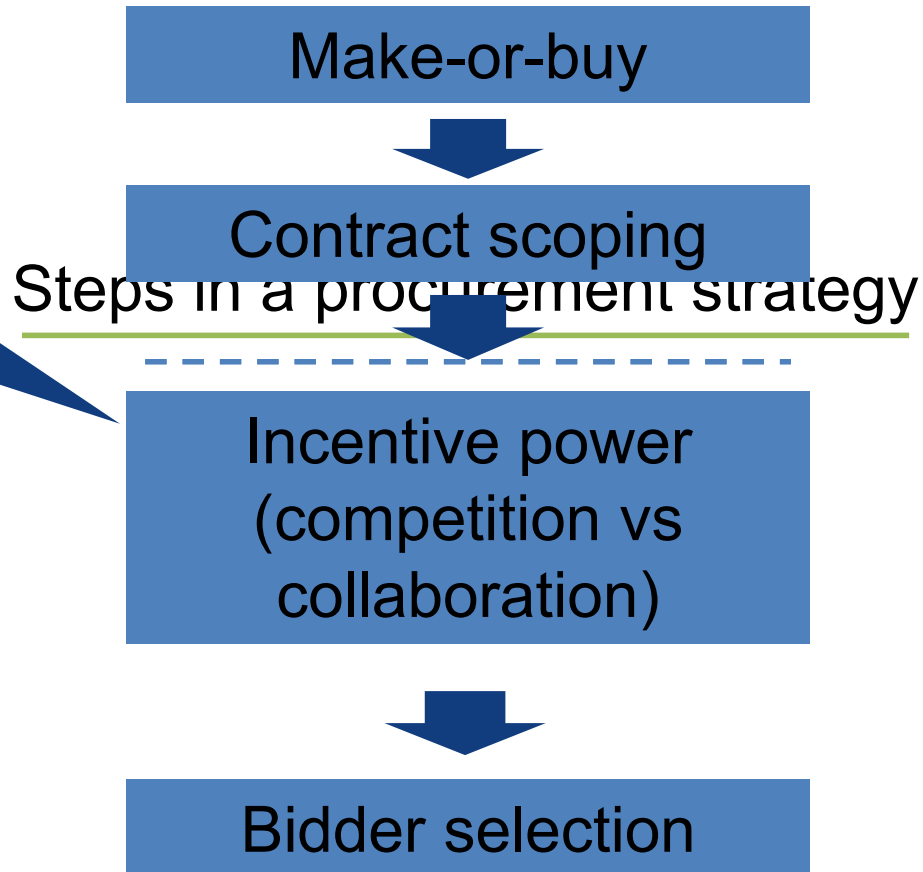 Make-or-buy
Contract scoping
Steps in a procurement strategy
Incentive power
(competition vs
collaboration)
Bidder selection